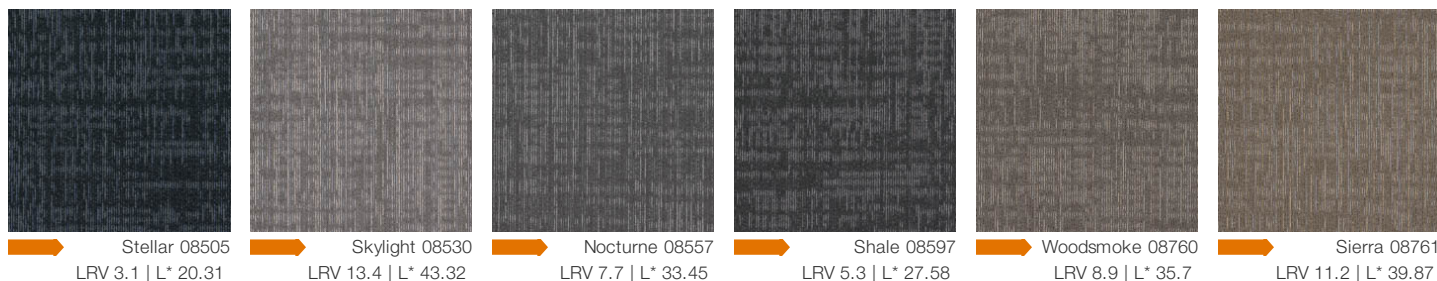 Stellar 08505
LRV 3.1 | L* 20.31
Skylight 08530
LRV 13.4 | L* 43.32
Nocturne 08557
LRV 7.7 | L* 33.45
Shale 08597
LRV 5.3 | L* 27.58
Woodsmoke 08760
LRV 8.9 | L* 35.7
Sierra 08761
LRV 11.2 | L* 39.87